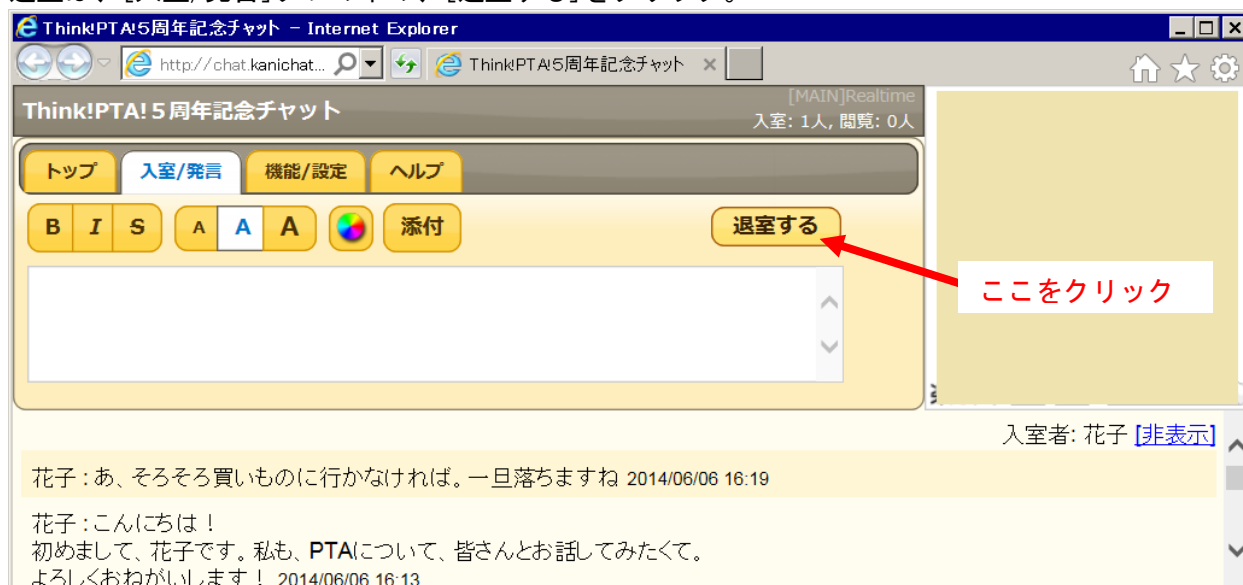 Think!PTA!5周年記念チャット - Internet Explorer
http://chat.kanichat...
Think!PTA!5周年記念チャット
Think!PTA!５周年記念チャット
[MAIN]Realtime
入室: 1人, 閲覧: 0人
トップ 入室/発言 機能/設定 ヘルプ
B I S A A A 添付 退室する
ここをクリック
入室者: 花子 [非表示]
花子 : あ、そろそろ買いものに行かなければ。一旦落ちますね 2014/06/06 16:19
花子 : こんにちは！
初めまして、花子です。私も、PTAについて、皆さんとお話してみたくて。
よろしくおねがいします！ 2014/06/06 16:13